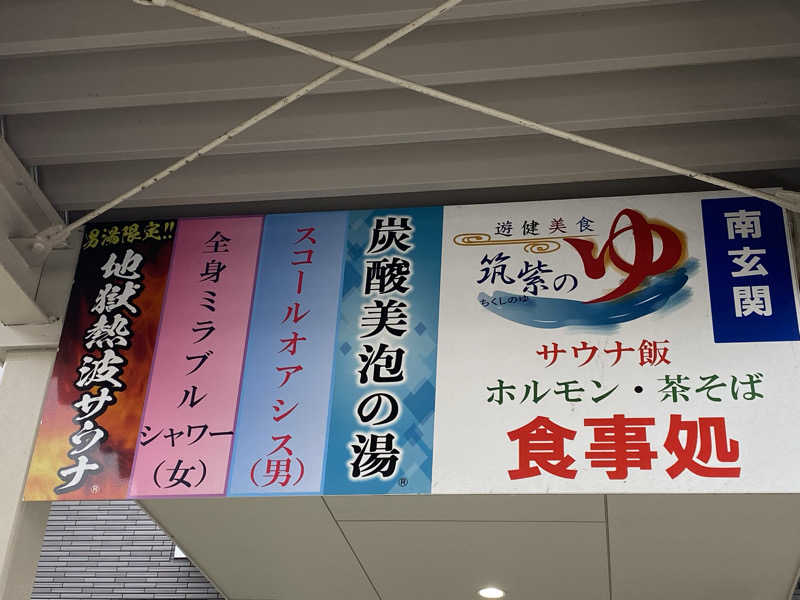 男湯限定!!
地獄熱波サウナ®
全身ミラブル
シャワー
(女)
スコールオアシス
(男)
炭酸美泡の湯®
遊健美食
筑紫のゆ
ちくしのゆ
サウナ飯
ホルモン・茶そば
食事処
南玄関